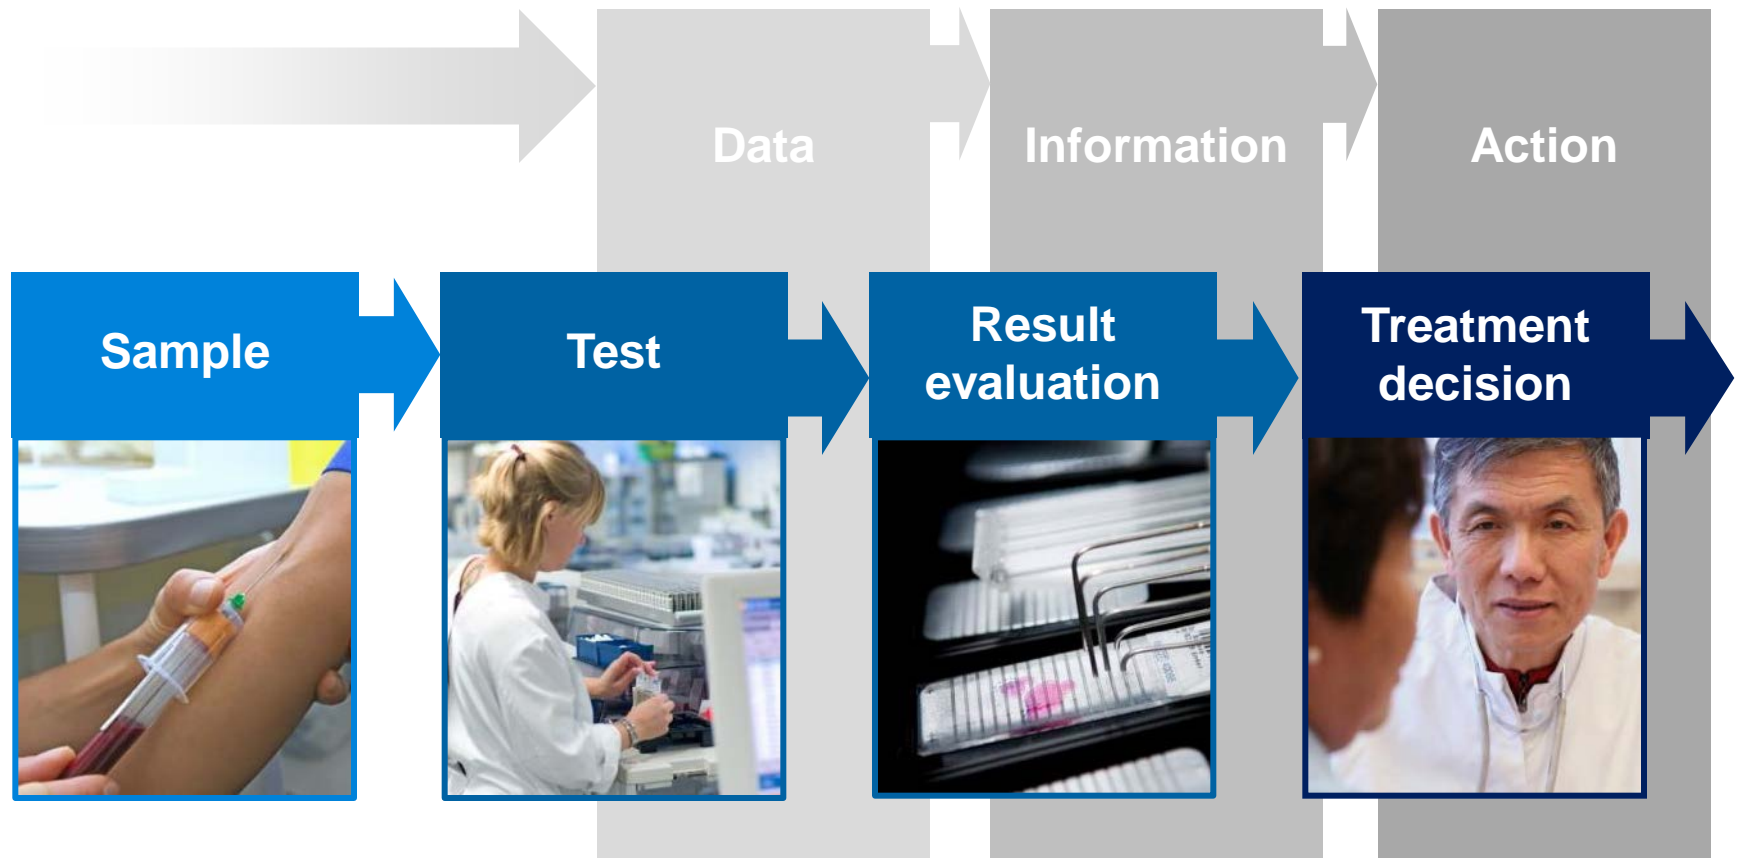 Data
Information
Action
Sample
Test
Result
evaluation
Treatment
decision